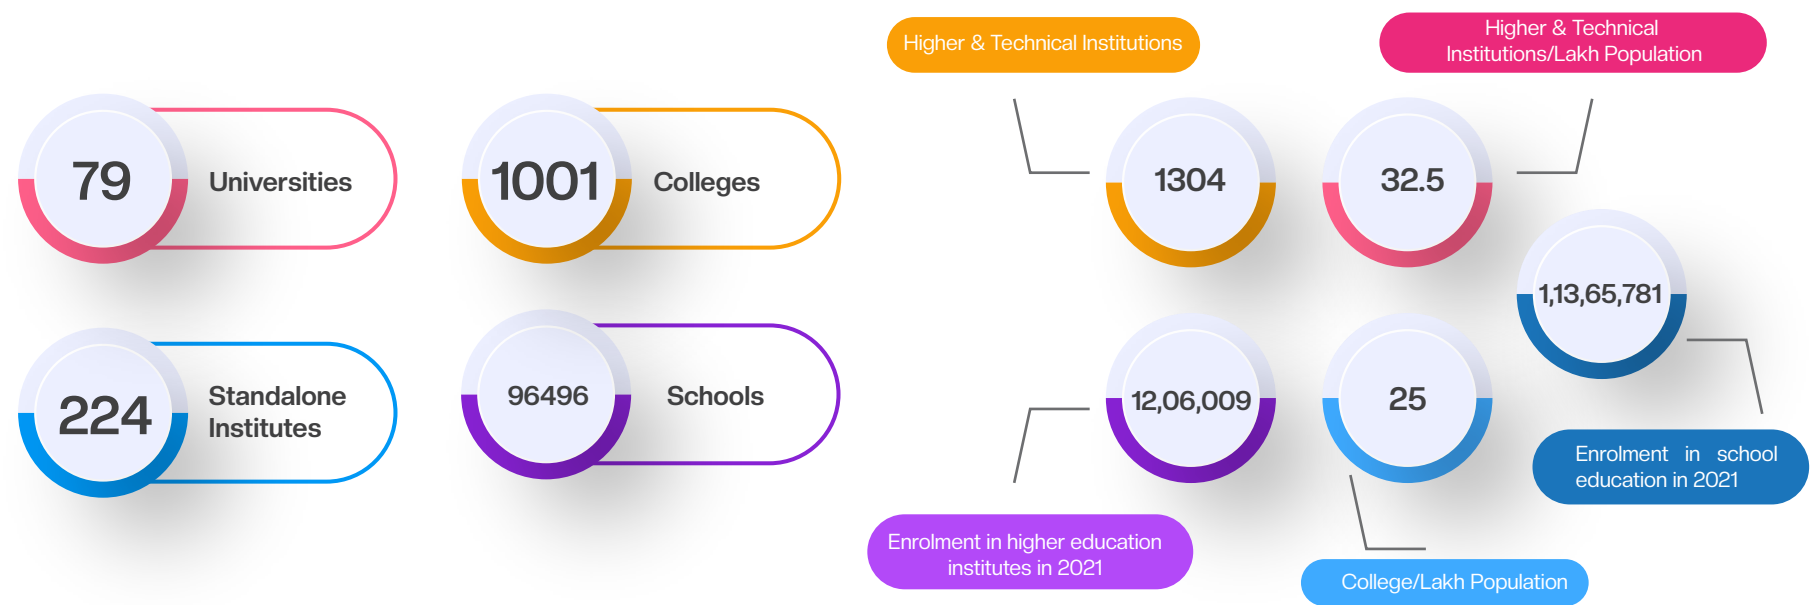 79
Universities
1001
Colleges
224
Standalone
Institutes
96496
Schools
Higher & Technical Institutions
1304
Higher & Technical
Institutions/Lakh Population
32.5
1,13,65,781
Enrolment in school
education in 2021
12,06,009
Enrolment in higher education
institutes in 2021
25
College/Lakh Population